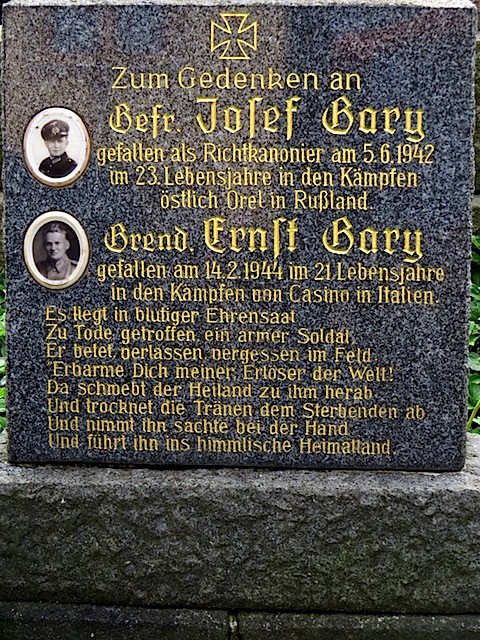 Zum Gedenken an
Gefr. Josef Gary
gefallen als Richtkanonier am 5.6.1942
im 23. Lebensjahre in den Kämpfen
östlich Orel in Rußland
Grend. Ernst Gary
gefallen am 14.2.1944 im 21. Lebensjahre
in den Kämpfen von Casino in Italien.
Es liegt in blutiger Ehrensaat
Zu Tode getroffen, ein armer Soldat,
Er betet, verlassen, vergessen im Feld,
"Erbarme Dich meiner, Erlöser der Welt!
Da schwebt der Heiland zu ihm herab
Und trocknet die Tränen dem Sterbenden ab
Und nimmt ihn sachte bei der Hand
Und führt ihn ins himmlische Heimatland.